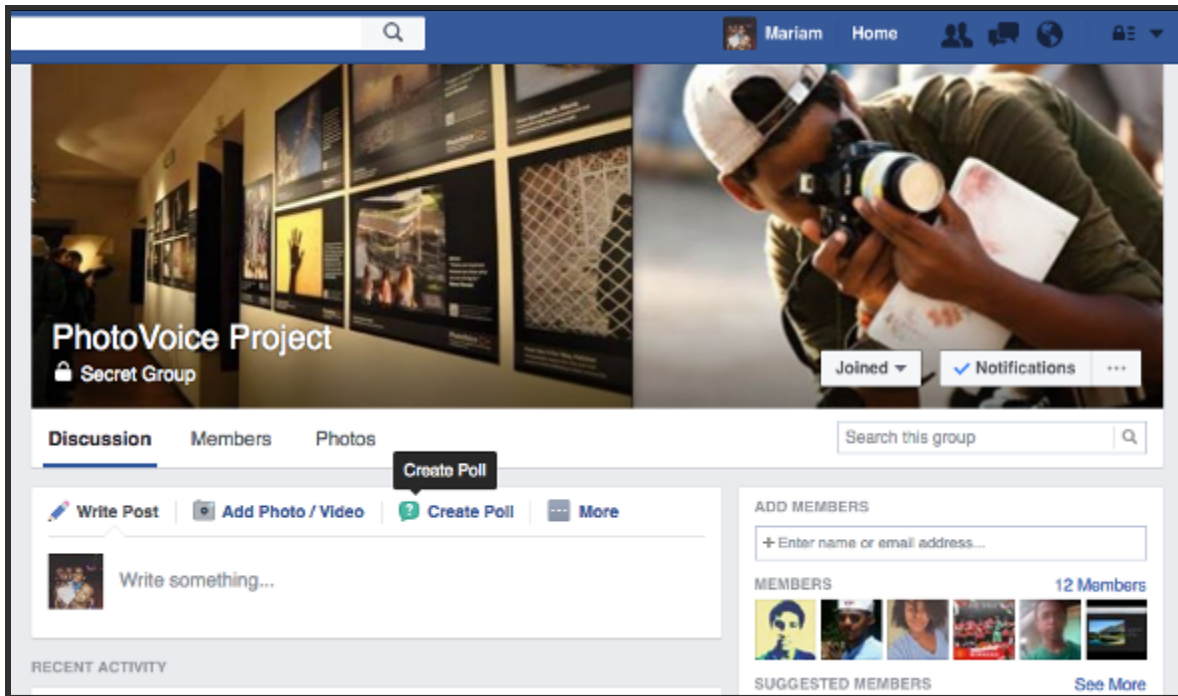 Mariam Home
PhotoVoice Project
Secret Group
Joined Notifications
Discussion Members Photos
Search this group
Create Poll
Write Post Add Photo / Video Create Poll More
Write something...
RECENT ACTIVITY
ADD MEMBERS
+ Enter name or email address...
MEMBERS 12 Members
SUGGESTED MEMBERS See More